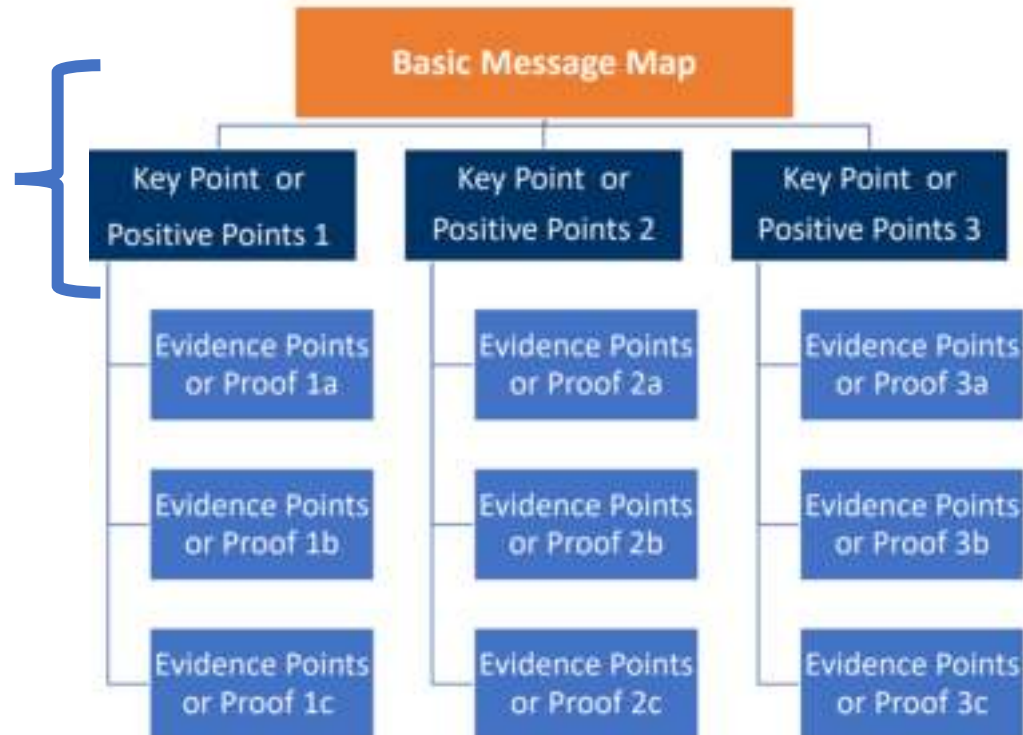 Basic Message Map
Key Point or
Positive Points 1
Key Point or
Positive Points 2
Key Point or
Positive Points 3
Evidence Points
or Proof 1a
Evidence Points
or Proof 2a
Evidence Points
or Proof 3a
Evidence Points
or Proof 1b
Evidence Points
or Proof 2b
Evidence Points
or Proof 3b
Evidence Points
or Proof 1c
Evidence Points
or Proof 2c
Evidence Points
or Proof 3c